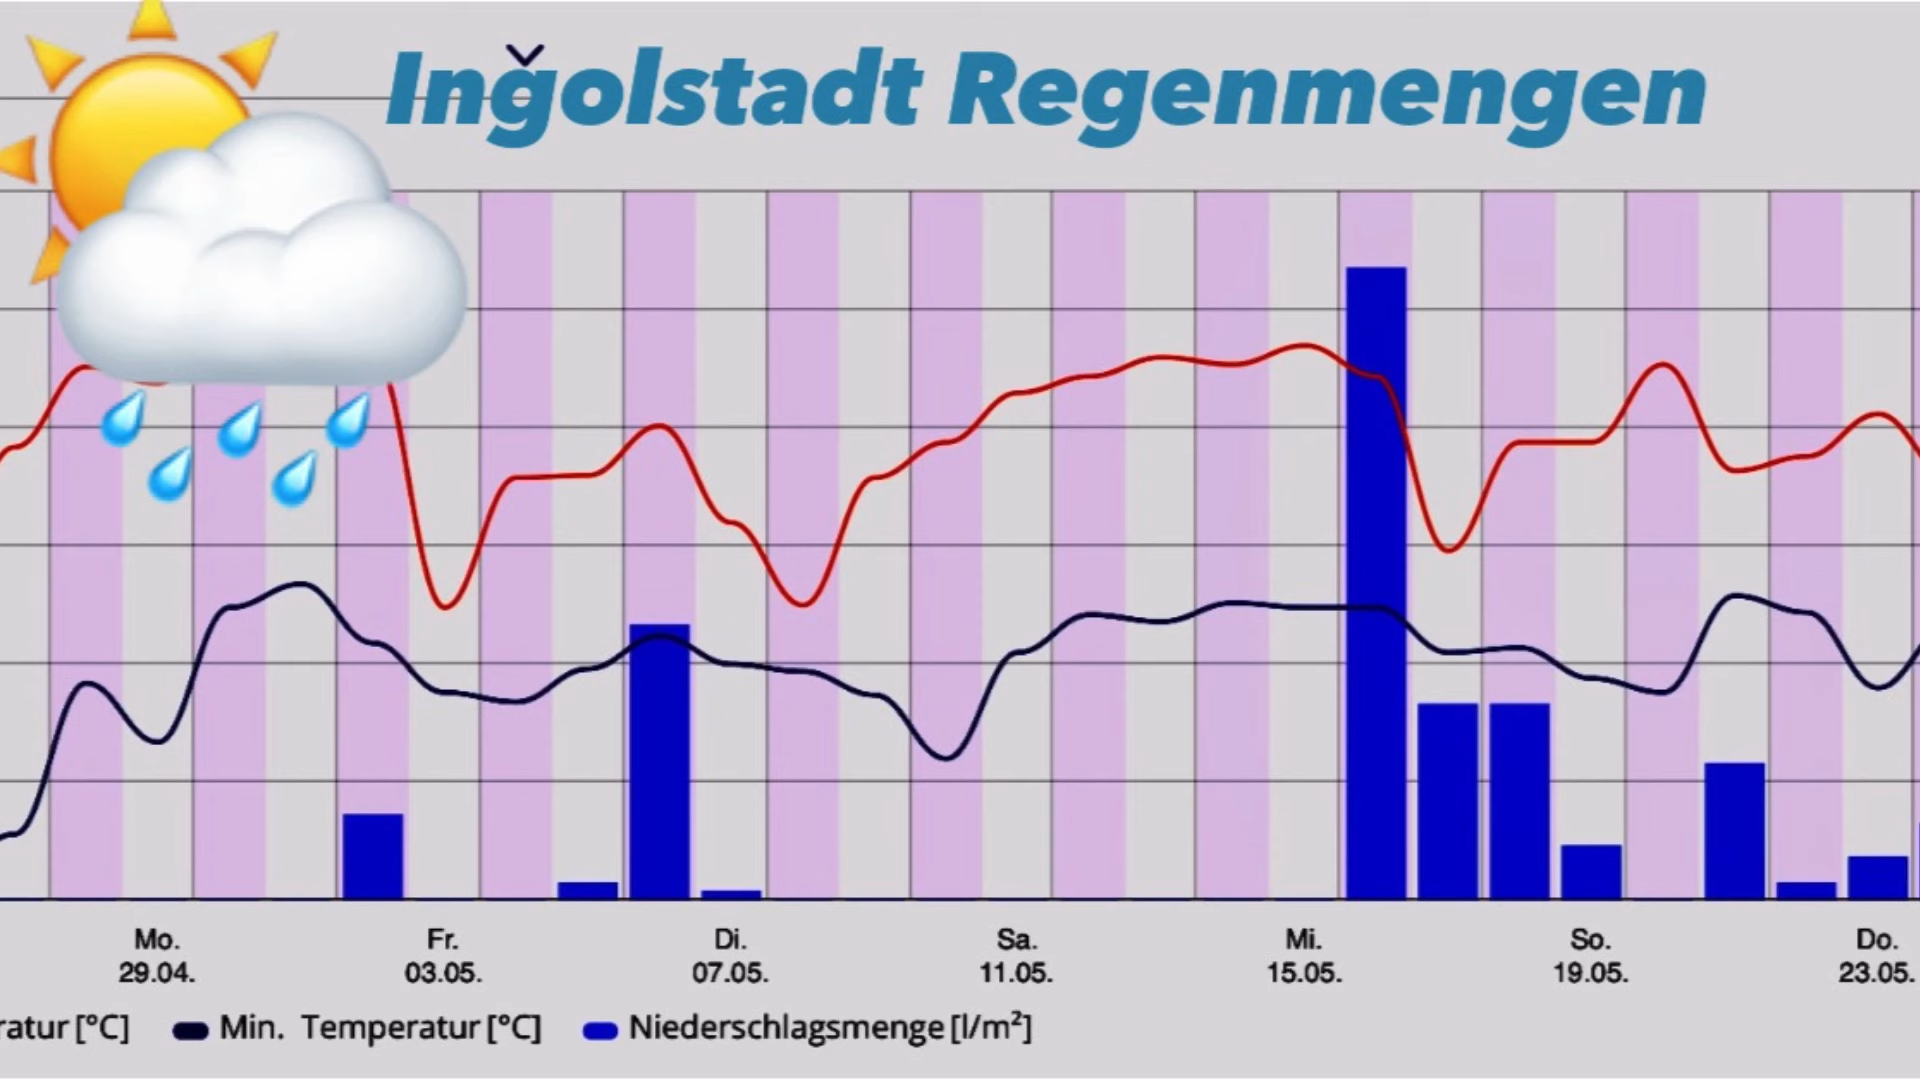 Ingolstadt Regenmengen
Mo. Fr. Di. Sa. Mi. So. Do.
29.04. 03.05. 07.05. 11.05. 15.05. 19.05. 23.05.
ratur [°C] Min. Temperatur [°C] Niederschlagsmenge [l/m²]